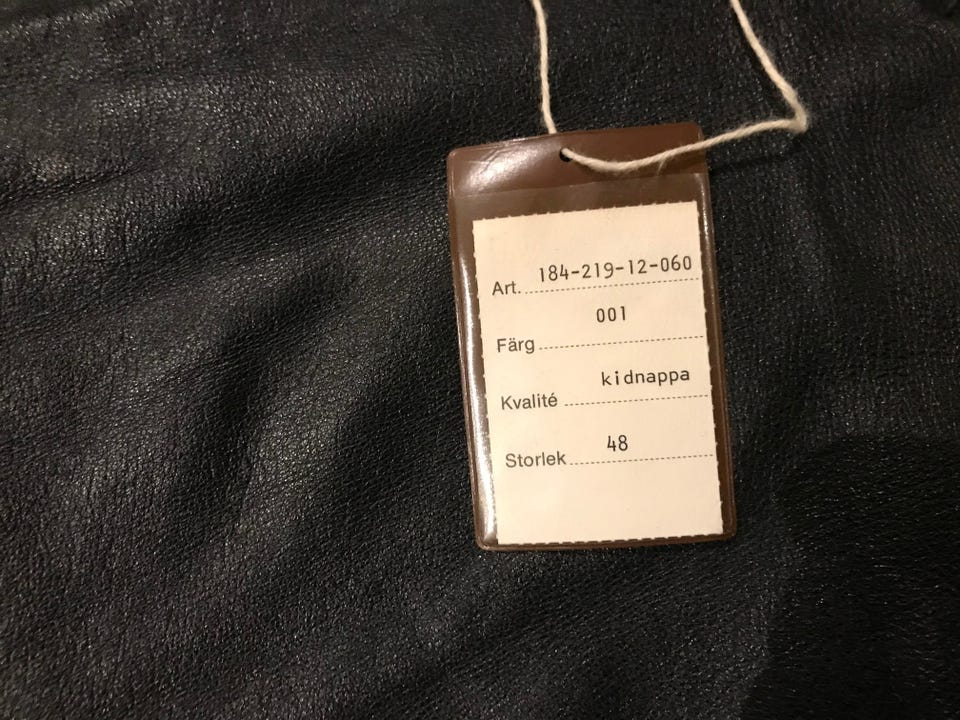 Art. 184-219-12-060
Färg 001
Kvalité kidnappa
Storlek 48